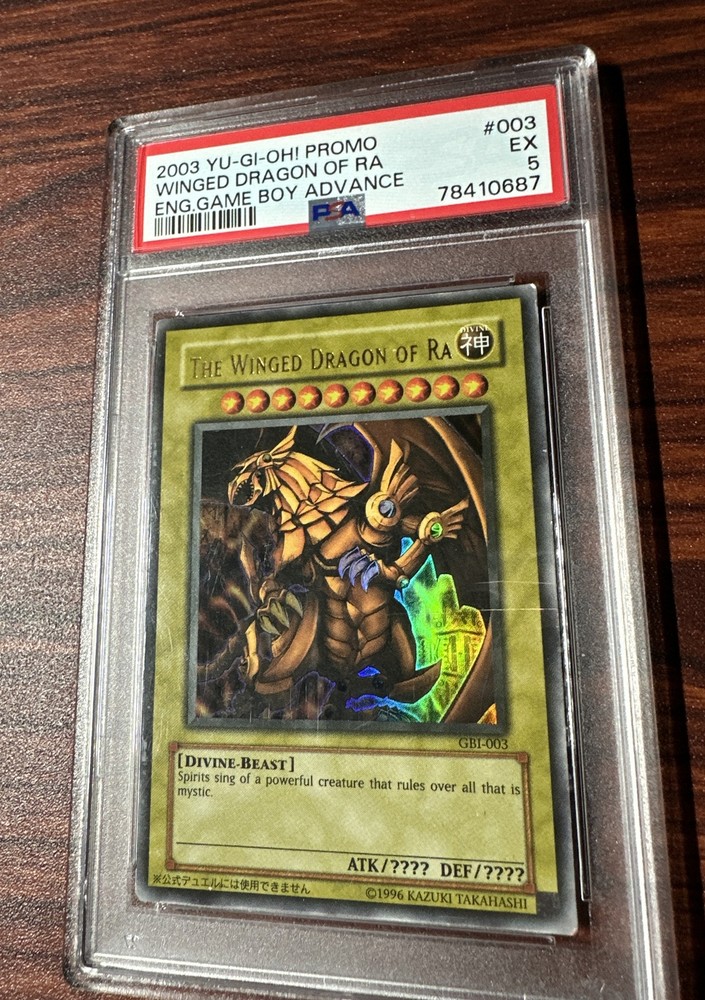 2003 YU-GI-OH! PROMO #003
WINGED DRAGON OF RA EX
ENG.GAME BOY ADVANCE 5
PSA 78410687
THE WINGED DRAGON OF RA
DIVINE
神
GBI-003
[DIVINE-BEAST]
Spirits sing of a powerful creature that rules over all that is
mystic.
ATK/???? DEF/????
※公式デュエルには使用できません
©1996 KAZUKI TAKAHASHI